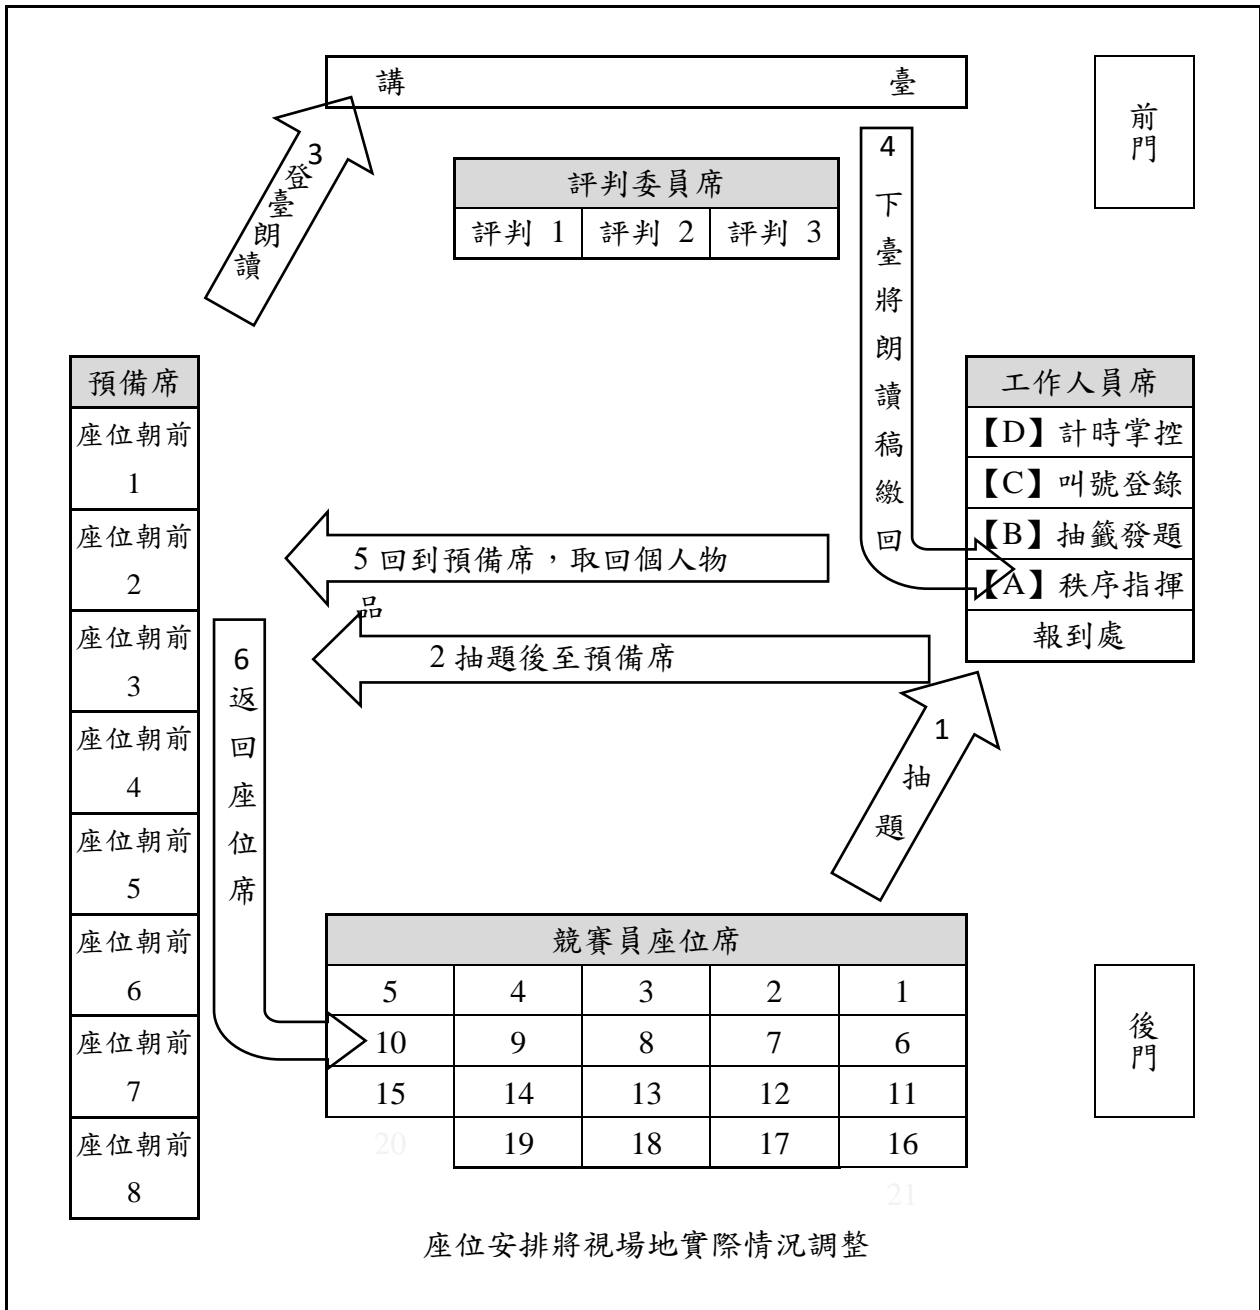 講 臺
前門
評判委員席
評判 1 評判 2 評判 3
3 登臺朗讀
4 下臺將朗讀稿繳回
預備席
座位朝前
1
座位朝前
2
座位朝前
3
座位朝前
4
座位朝前
5
座位朝前
6
座位朝前
7
座位朝前
8
工作人員席
【D】計時掌控
【C】叫號登錄
【B】抽籤發題
【A】秩序指揮
報到處
5 回到預備席，取回個人物
品
2 抽題後至預備席
6 返回座位席
1 抽題
競賽員座位席
5 4 3 2 1
10 9 8 7 6
15 14 13 12 11
20 19 18 17 16
21
後門
座位安排將視場地實際情況調整